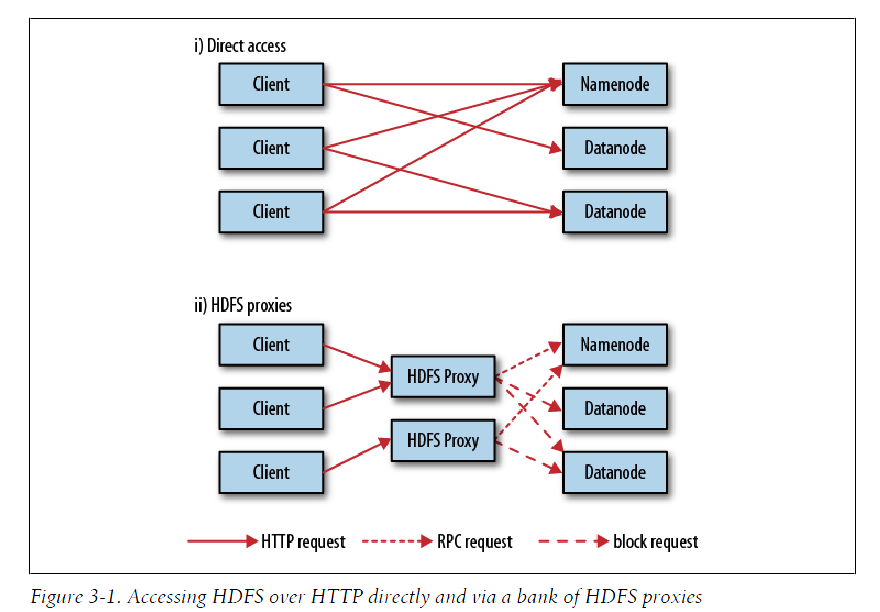 i) Direct access
Client Namenode
Client Datanode
Client Datanode
ii) HDFS proxies
Client Namenode
HDFS Proxy
Client Datanode
HDFS Proxy
Client Datanode
HTTP request RPC request block request
Figure 3-1. Accessing HDFS over HTTP directly and via a bank of HDFS proxies